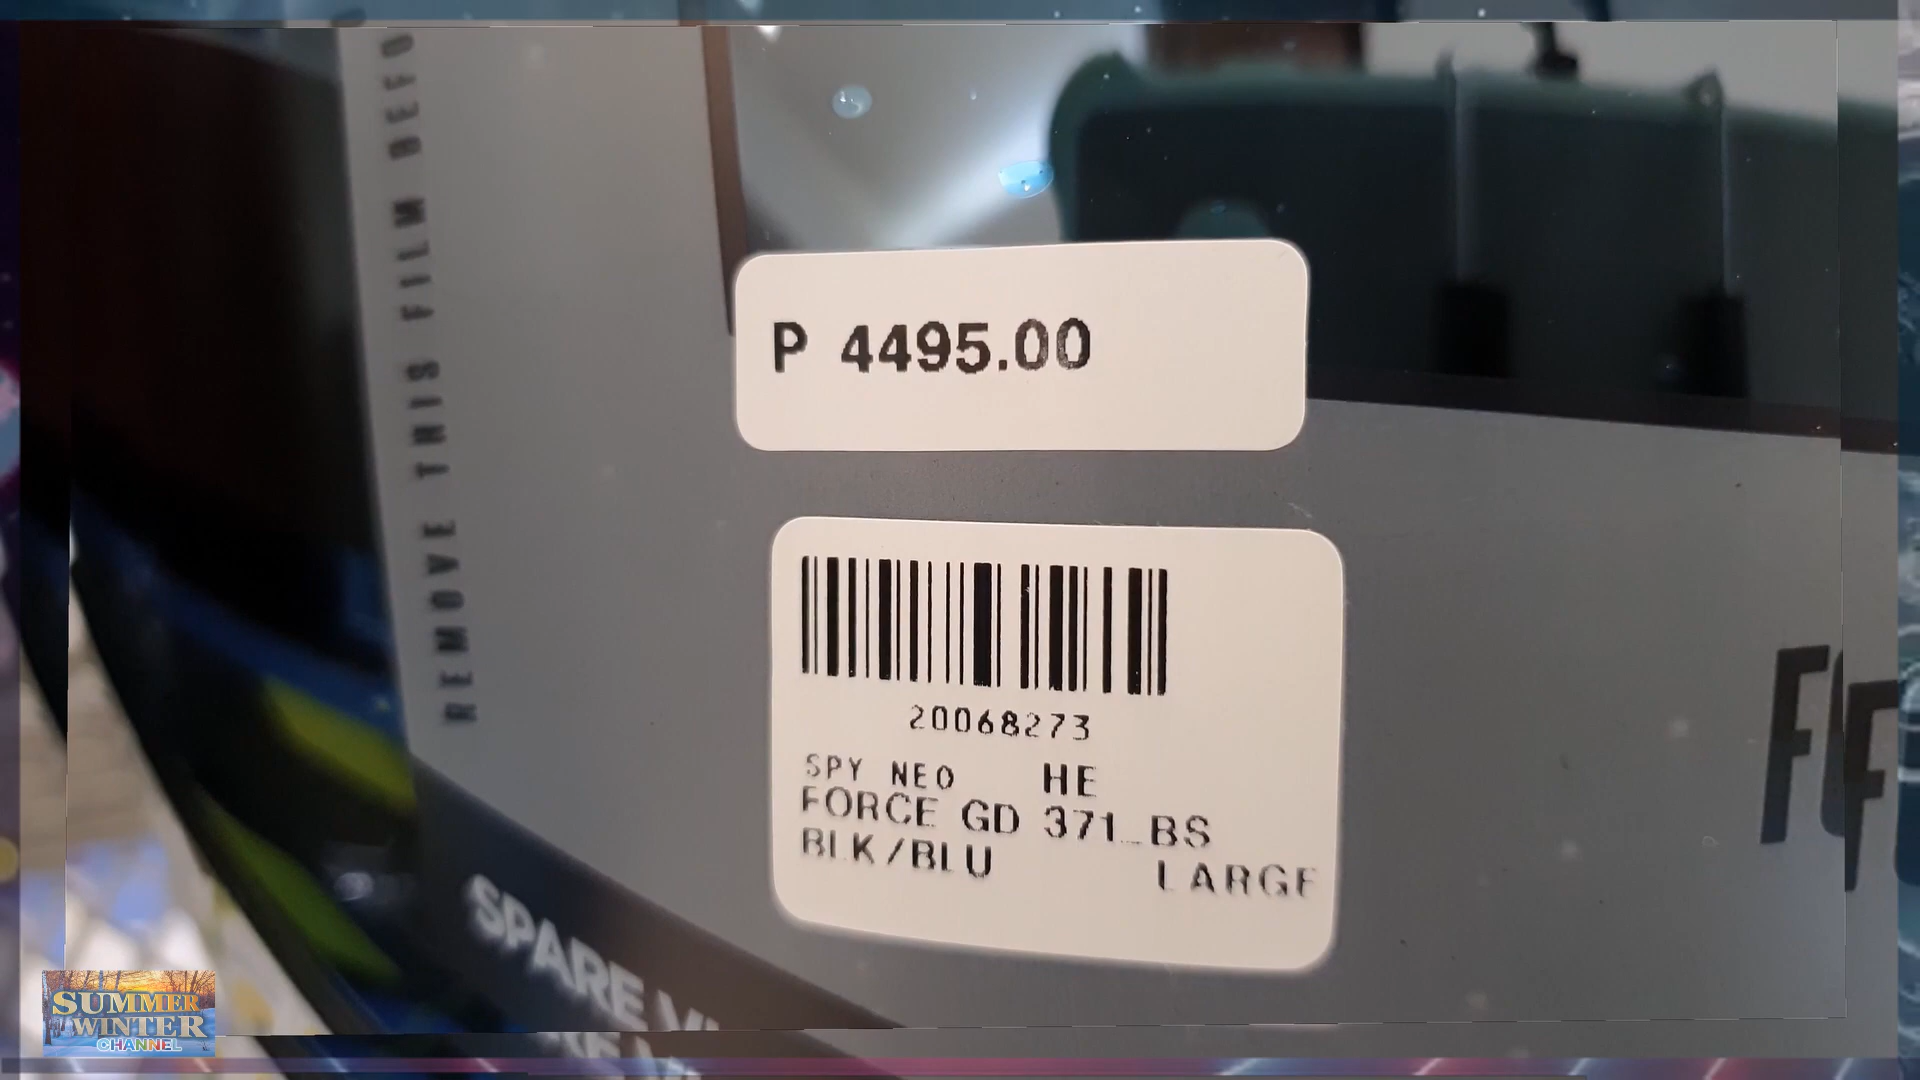 REMOVE THIS FILM BEFO
P 4495.00
20068273
SPY NEO HE
FORCE GD 371_BS
BLK/BLU LARGE
SPARE
SUMMER
WINTER
CHANNEL